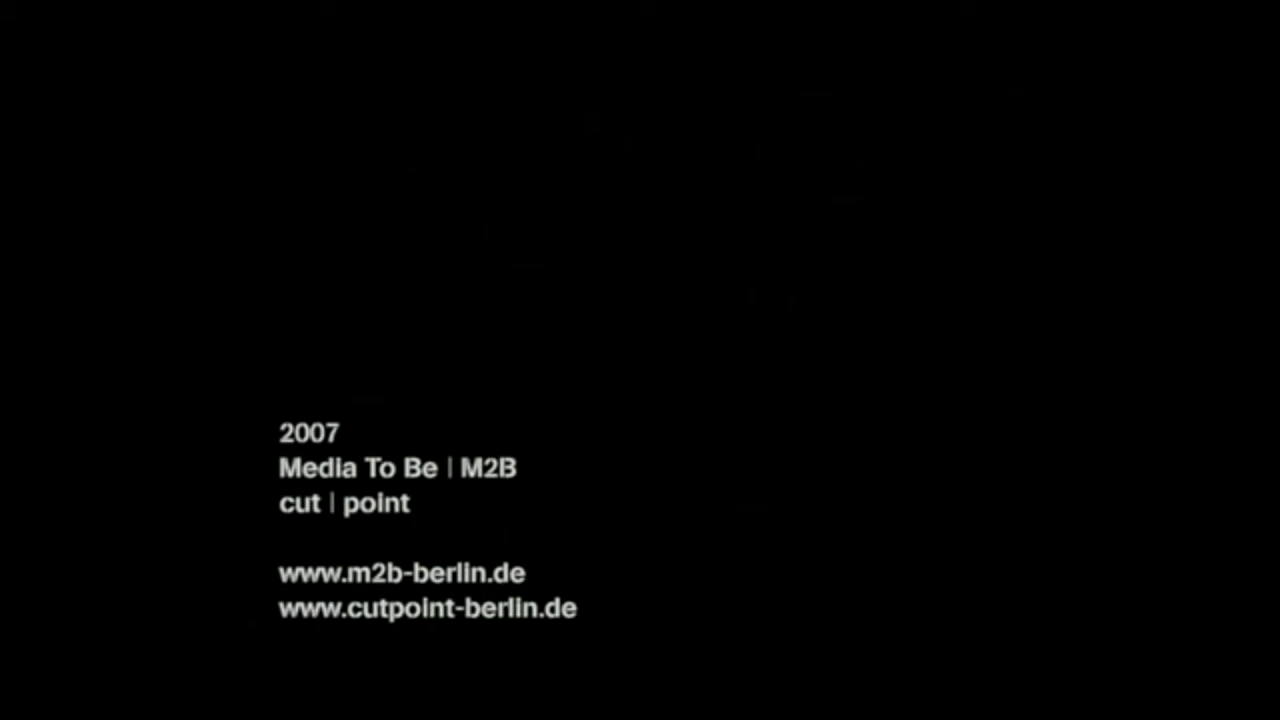 2007
Media To Be | M2B
cut | point
www.m2b-berlin.de
www.cutpoint-berlin.de